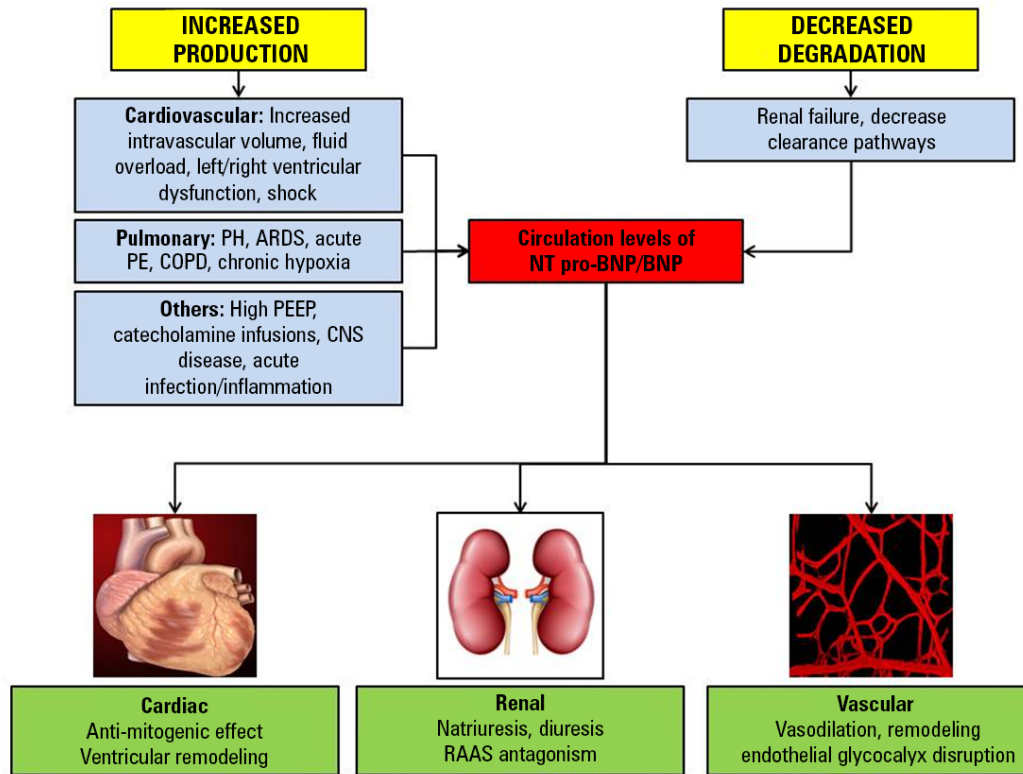 INCREASED
PRODUCTION
Cardiovascular: Increased
intravascular volume, fluid
overload, left/right ventricular
dysfunction, shock
Pulmonary: PH, ARDS, acute
PE, COPD, chronic hypoxia
Others: High PEEP,
catecholamine infusions, CNS
disease, acute
infection/inflammation
DECREASED
DEGRADATION
Renal failure, decrease
clearance pathways
Circulation levels of
NT pro-BNP/BNP
Cardiac
Anti-mitogenic effect
Ventricular remodeling
Renal
Natriuresis, diuresis
RAAS antagonism
Vascular
Vasodilation, remodeling
endothelial glycocalyx disruption